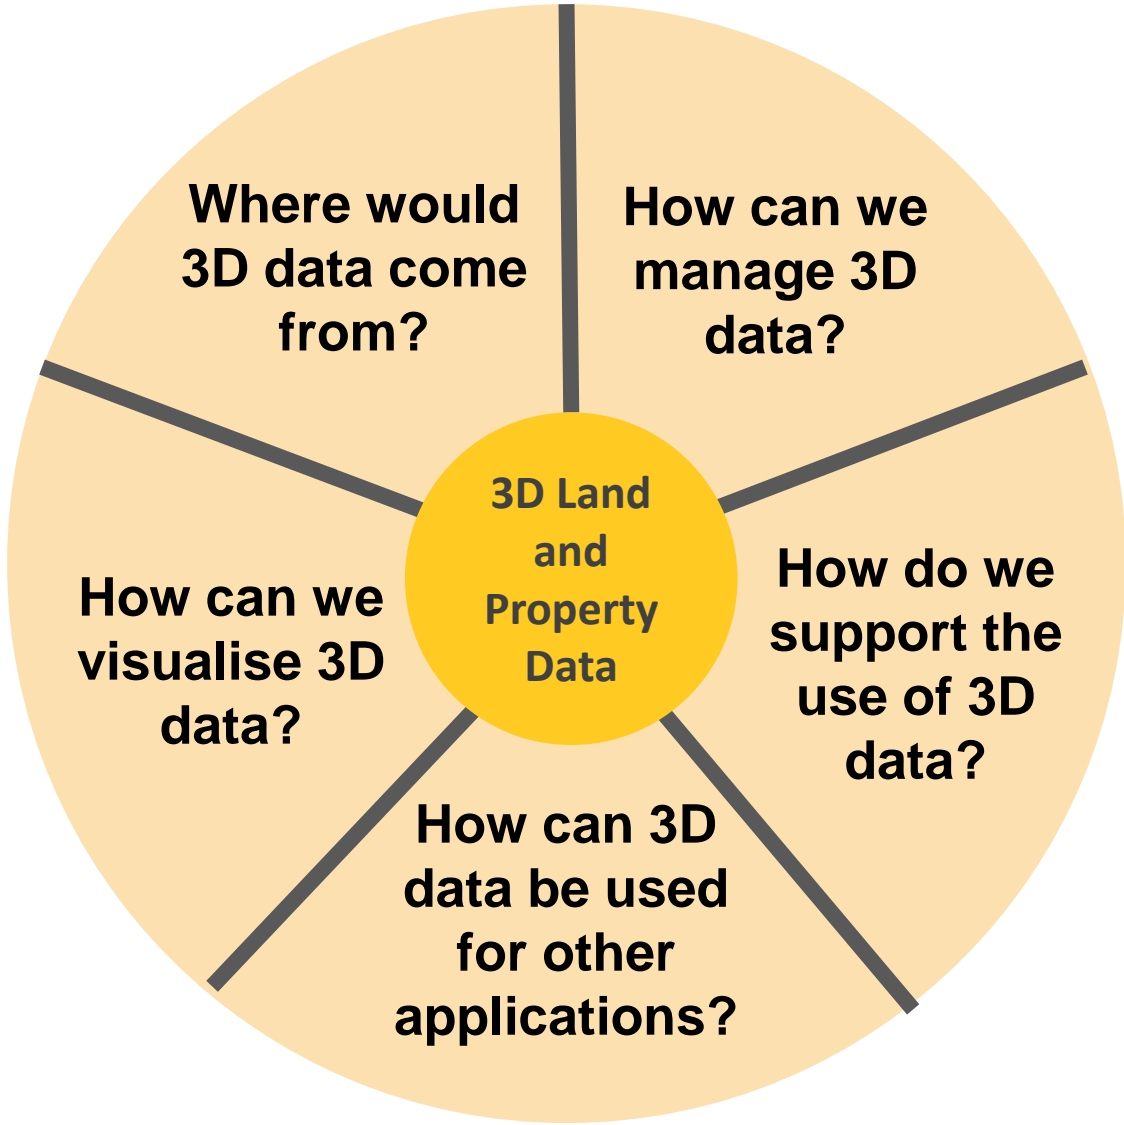 Where would
3D data come
from?
How can we
manage 3D
data?
3D Land
and
Property
Data
How can we
visualise 3D
data?
How do we
support the
use of 3D
data?
How can 3D
data be used
for other
applications?